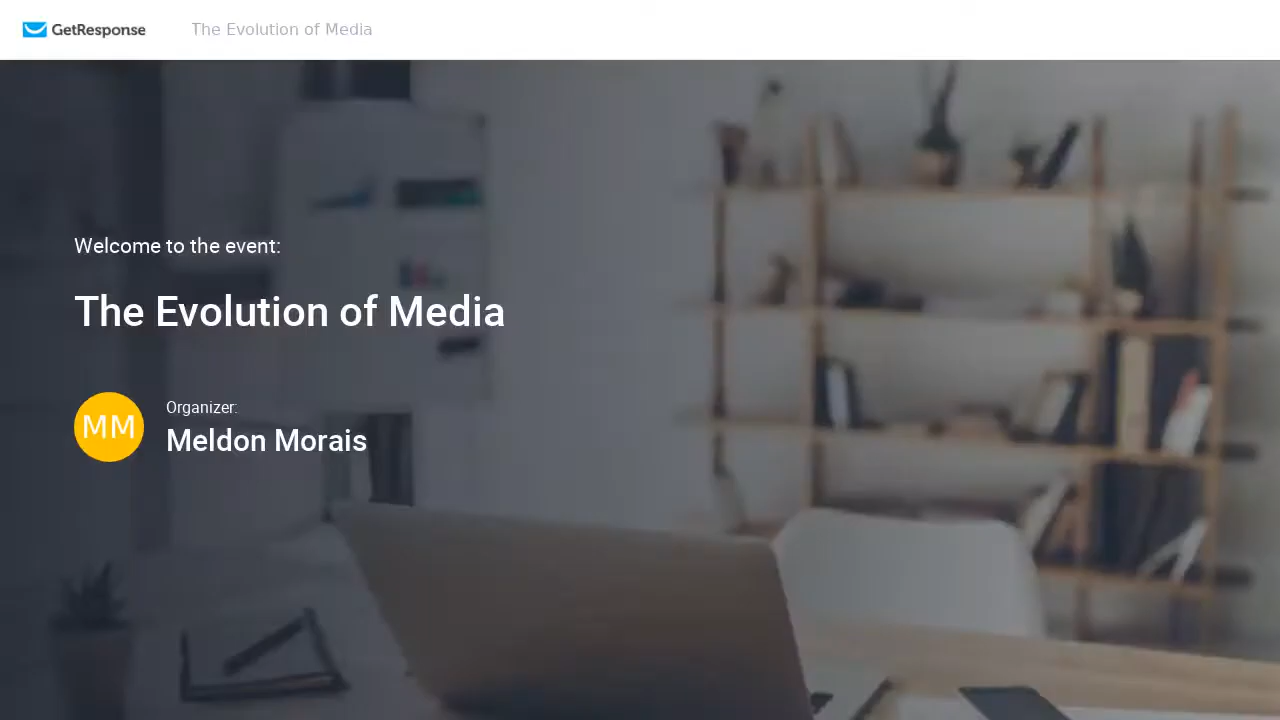 GetResponse
The Evolution of Media
Welcome to the event:
The Evolution of Media
MM
Organizer:
Meldon Morais